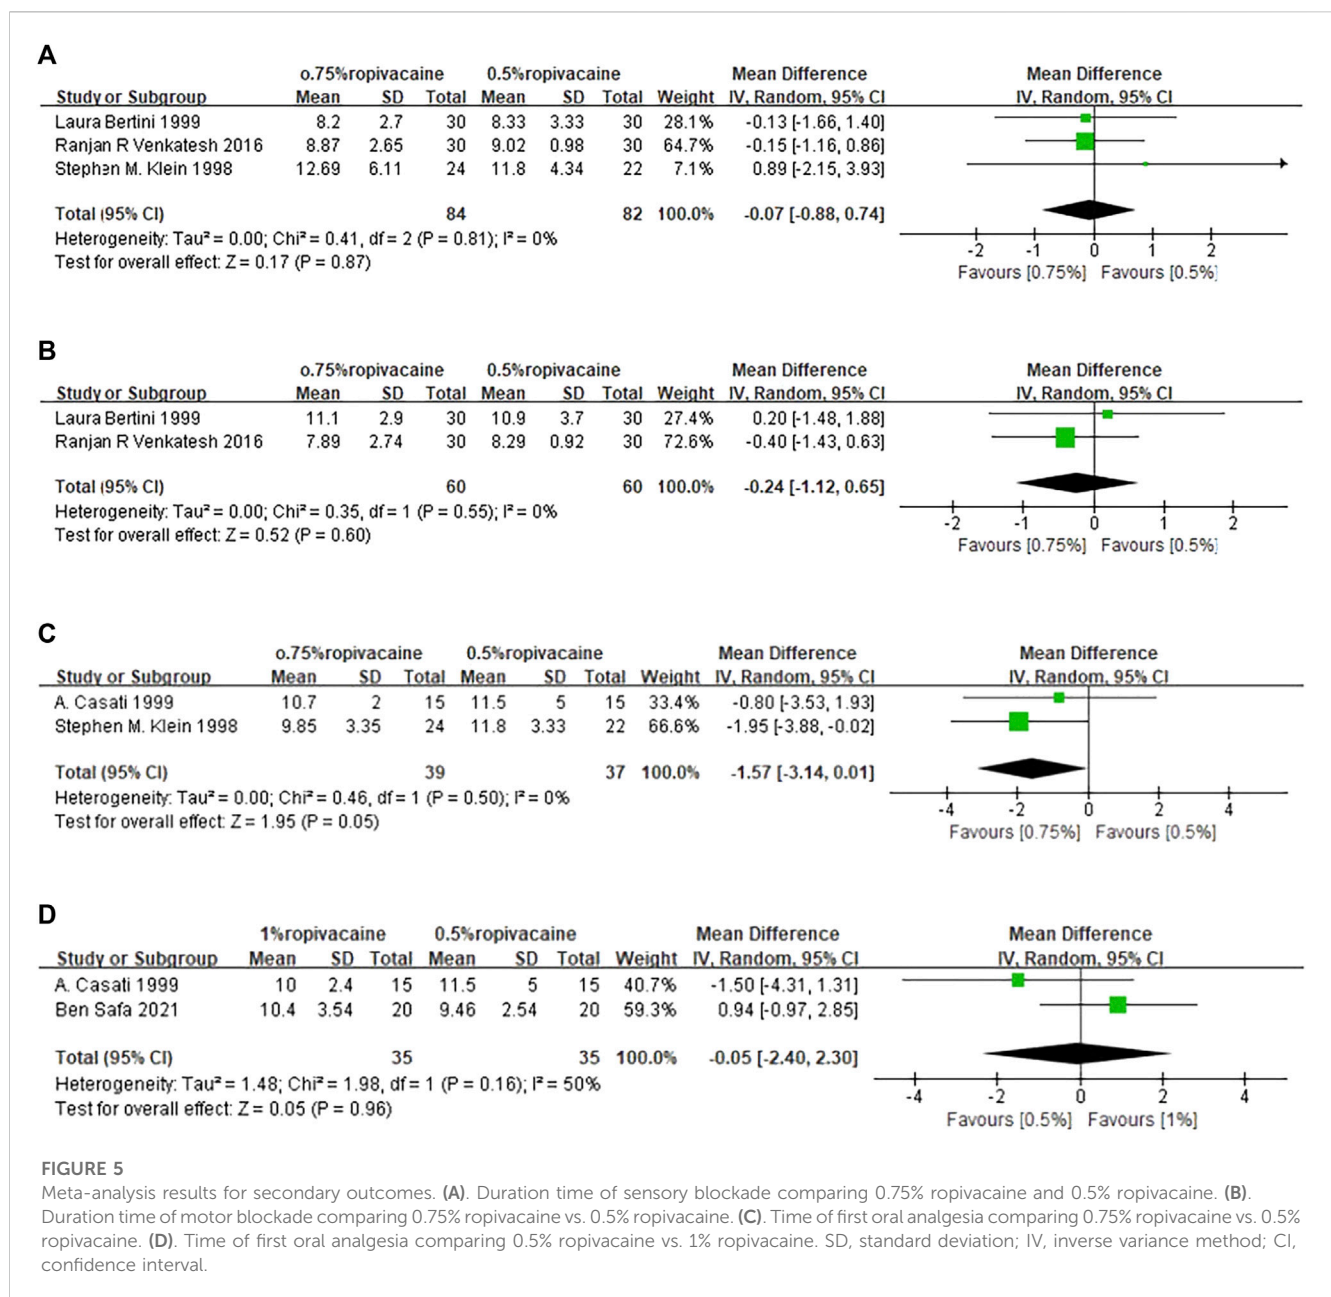 A
o.75%ropivacaine 0.5%ropivacaine Mean Difference Mean Difference
Study or Subgroup Mean SD Total Mean SD Total Weight IV, Random, 95% CI IV, Random, 95% CI
Laura Bertini 1999 8.2 2.7 30 8.33 3.33 30 28.1% -0.13 [-1.66, 1.40]
Ranjan R Venkatesh 2016 8.87 2.65 30 9.02 0.98 30 64.7% -0.15 [-1.16, 0.86]
Stephen M. Klein 1998 12.69 6.11 24 11.8 4.34 22 7.1% 0.89 [-2.15, 3.93]
Total (95% CI) 84 82 100.0% -0.07 [-0.88, 0.74]
Heterogeneity: Tau² = 0.00; Chi² = 0.41, df = 2 (P = 0.81); I² = 0%
Test for overall effect: Z = 0.17 (P = 0.87)
-2 -1 0 1 2
Favours [0.75%] Favours [0.5%]
B
o.75%ropivacaine 0.5%ropivacaine Mean Difference Mean Difference
Study or Subgroup Mean SD Total Mean SD Total Weight IV, Random, 95% CI IV, Random, 95% CI
Laura Bertini 1999 11.1 2.9 30 10.9 3.7 30 27.4% 0.20 [-1.48, 1.88]
Ranjan R Venkatesh 2016 7.89 2.74 30 8.29 0.92 30 72.6% -0.40 [-1.43, 0.63]
Total (95% CI) 60 60 100.0% -0.24 [-1.12, 0.65]
Heterogeneity: Tau² = 0.00; Chi² = 0.35, df = 1 (P = 0.55); I² = 0%
Test for overall effect: Z = 0.52 (P = 0.60)
-2 -1 0 1 2
Favours [0.75%] Favours [0.5%]
C
o.75%ropivacaine 0.5%ropivacaine Mean Difference Mean Difference
Study or Subgroup Mean SD Total Mean SD Total Weight IV, Random, 95% CI IV, Random, 95% CI
A. Casati 1999 10.7 2 15 11.5 5 15 33.4% -0.80 [-3.53, 1.93]
Stephen M. Klein 1998 9.85 3.35 24 11.8 3.33 22 66.6% -1.95 [-3.88, -0.02]
Total (95% CI) 39 37 100.0% -1.57 [-3.14, 0.01]
Heterogeneity: Tau² = 0.00; Chi² = 0.46, df = 1 (P = 0.50); I² = 0%
Test for overall effect: Z = 1.95 (P = 0.05)
-4 -2 0 2 4
Favours [0.75%] Favours [0.5%]
D
1%ropivacaine 0.5%ropivacaine Mean Difference Mean Difference
Study or Subgroup Mean SD Total Mean SD Total Weight IV, Random, 95% CI IV, Random, 95% CI
A. Casati 1999 10 2.4 15 11.5 5 15 40.7% -1.50 [-4.31, 1.31]
Ben Safa 2021 10.4 3.54 20 9.46 2.54 20 59.3% 0.94 [-0.97, 2.85]
Total (95% CI) 35 35 100.0% -0.05 [-2.40, 2.30]
Heterogeneity: Tau² = 1.48; Chi² = 1.98, df = 1 (P = 0.16); I² = 50%
Test for overall effect: Z = 0.05 (P = 0.96)
-4 -2 0 2 4
Favours [0.5%] Favours [1%]
FIGURE 5
Meta-analysis results for secondary outcomes. (A). Duration time of sensory blockade comparing 0.75% ropivacaine and 0.5% ropivacaine. (B).
Duration time of motor blockade comparing 0.75% ropivacaine vs. 0.5% ropivacaine. (C). Time of first oral analgesia comparing 0.75% ropivacaine vs. 0.5%
ropivacaine. (D). Time of first oral analgesia comparing 0.5% ropivacaine vs. 1% ropivacaine. SD, standard deviation; IV, inverse variance method; CI,
confidence interval.